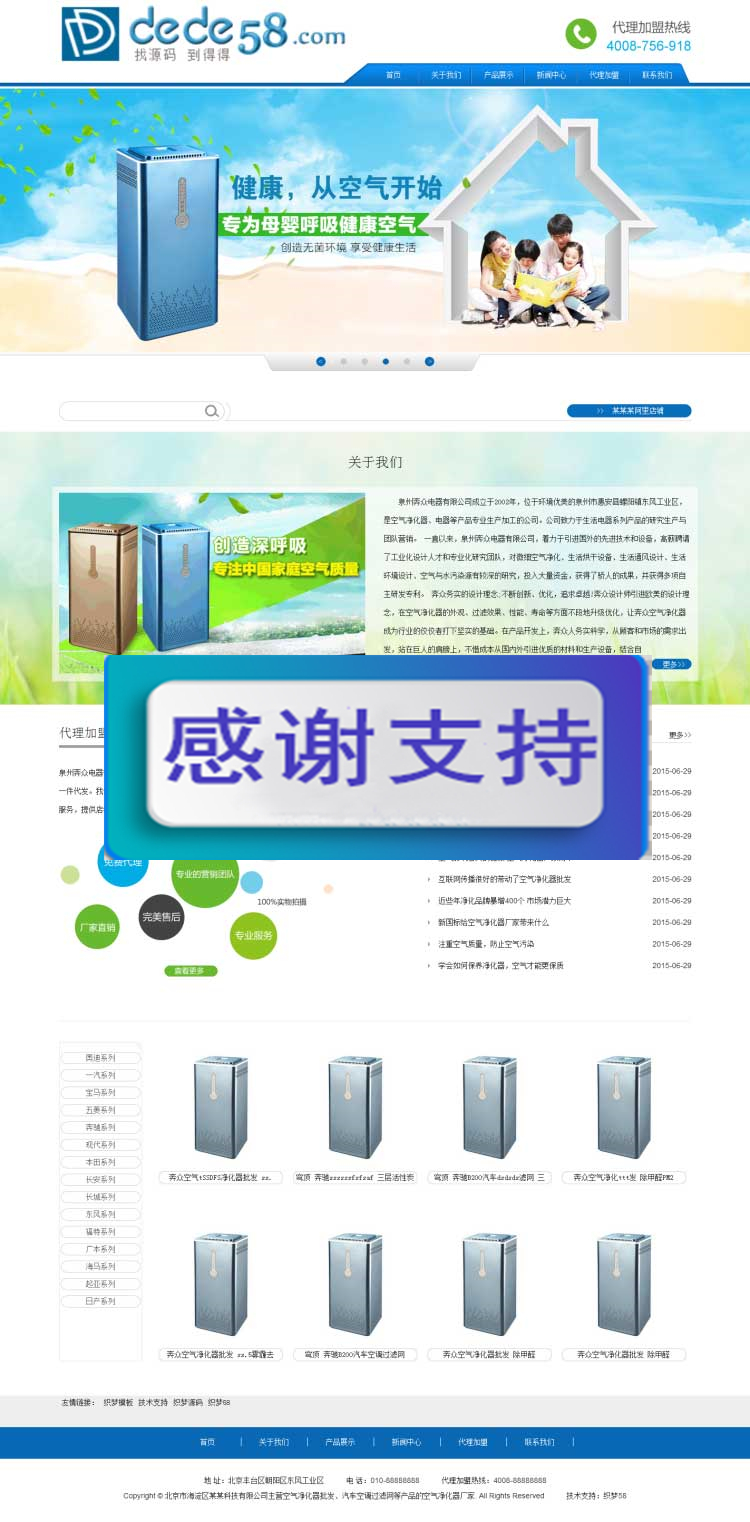 dede58.com
找源码 到得得
代理加盟热线
4008-756-918
首页 关于我们 产品展示 新闻中心 代理加盟 联系我们
健康，从空气开始
专为母婴呼吸健康空气
创造无菌环境 享受健康生活
>> 某某某阿里店铺
关于我们
创造深呼吸
专注中国家庭空气质量
泉州弄众电器有限公司成立于2002年，位于环境优美的泉州市惠安县螺阳镇东风工业区，
是空气净化器、电器等产品专业生产加工的公司。公司致力于生活电器系列产品的研究生产与
团队营销。 一直以来，泉州弄众电器有限公司，着力于引进国外的先进技术和设备，高薪聘请
了工业化设计人才和专业化研究团队，对微细空气净化、生活烘干设备、生活通风设计、生活
环境设计、空气与水污染源有较深的研究，投入大量资金，获得了骄人的成果，并获得多项自
主研发专利。 弄众务实的设计理念;不断创新、优化，追求卓越!弄众设计师引进欧美的设计理
念，在空气净化器的外观、过滤效果、性能、寿命等方面不段地升级优化，让弄众空气净化器
成为行业的佼佼者打下坚实的基础。在产品开发上，弄众人务实科学，从顾客和市场的需求出
发，站在巨人的肩膀上，不惜成本从国内外引进优质的材料和生产设备，结合自
更多>>
感谢支持
代理加盟
更多>>
泉州弄众电器
2015-06-29
一件代发。我
2015-06-29
服务，提供店
2015-06-29
2015-06-29
2015-06-29
免费代理
专业的营销团队
互联网传播很好的带动了空气净化器批发 2015-06-29
100%实物拍摄
近些年净化品牌暴增400个 市场潜力巨大 2015-06-29
完美售后
厂家直销
新国标给空气净化器厂家带来什么 2015-06-29
专业服务
注重空气质量，防止空气污染 2015-06-29
查看更多
学会如何保养净化器，空气才能更保质 2015-06-29
奥迪系列
一汽系列
宝马系列
五菱系列
奔驰系列
现代系列
本田系列
长安系列
长城系列
东风系列
福特系列
广本系列
海马系列
起亚系列
日产系列
弄众空气tSSDFS净化器批发 zz.
穹顶 奔驰zzzzzzfzfzaf 三层活性炭
穹顶 奔驰B200汽车dzdzdz滤网 三
弄众空气净化ttt发 除甲醛PM2
弄众空气净化器批发 zz.5雾霾去
穹顶 奔驰B200汽车空调过滤网
弄众空气净化器批发 除甲醛
弄众空气净化器批发 除甲醛
友情链接： 织梦模板 技术支持 织梦源码 织梦58
首页 | 关于我们 | 产品展示 | 新闻中心 | 代理加盟 | 联系我们 |
地 址：北京丰台区朝阳区东风工业区 电 话：010-88888888 代理加盟热线：4008-88888888
Copyright © 北京市海淀区某某科技有限公司主营空气净化器批发、汽车空调过滤网等产品的空气净化器厂家 All Rights Reserved 技术支持：织梦58